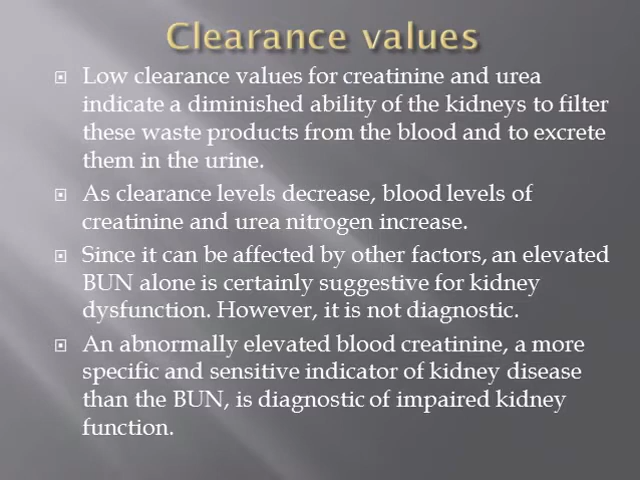 Clearance values
Low clearance values for creatinine and urea
indicate a diminished ability of the kidneys to filter
these waste products from the blood and to excrete
them in the urine.
As clearance levels decrease, blood levels of
creatinine and urea nitrogen increase.
Since it can be affected by other factors, an elevated
BUN alone is certainly suggestive for kidney
dysfunction. However, it is not diagnostic.
An abnormally elevated blood creatinine, a more
specific and sensitive indicator of kidney disease
than the BUN, is diagnostic of impaired kidney
function.